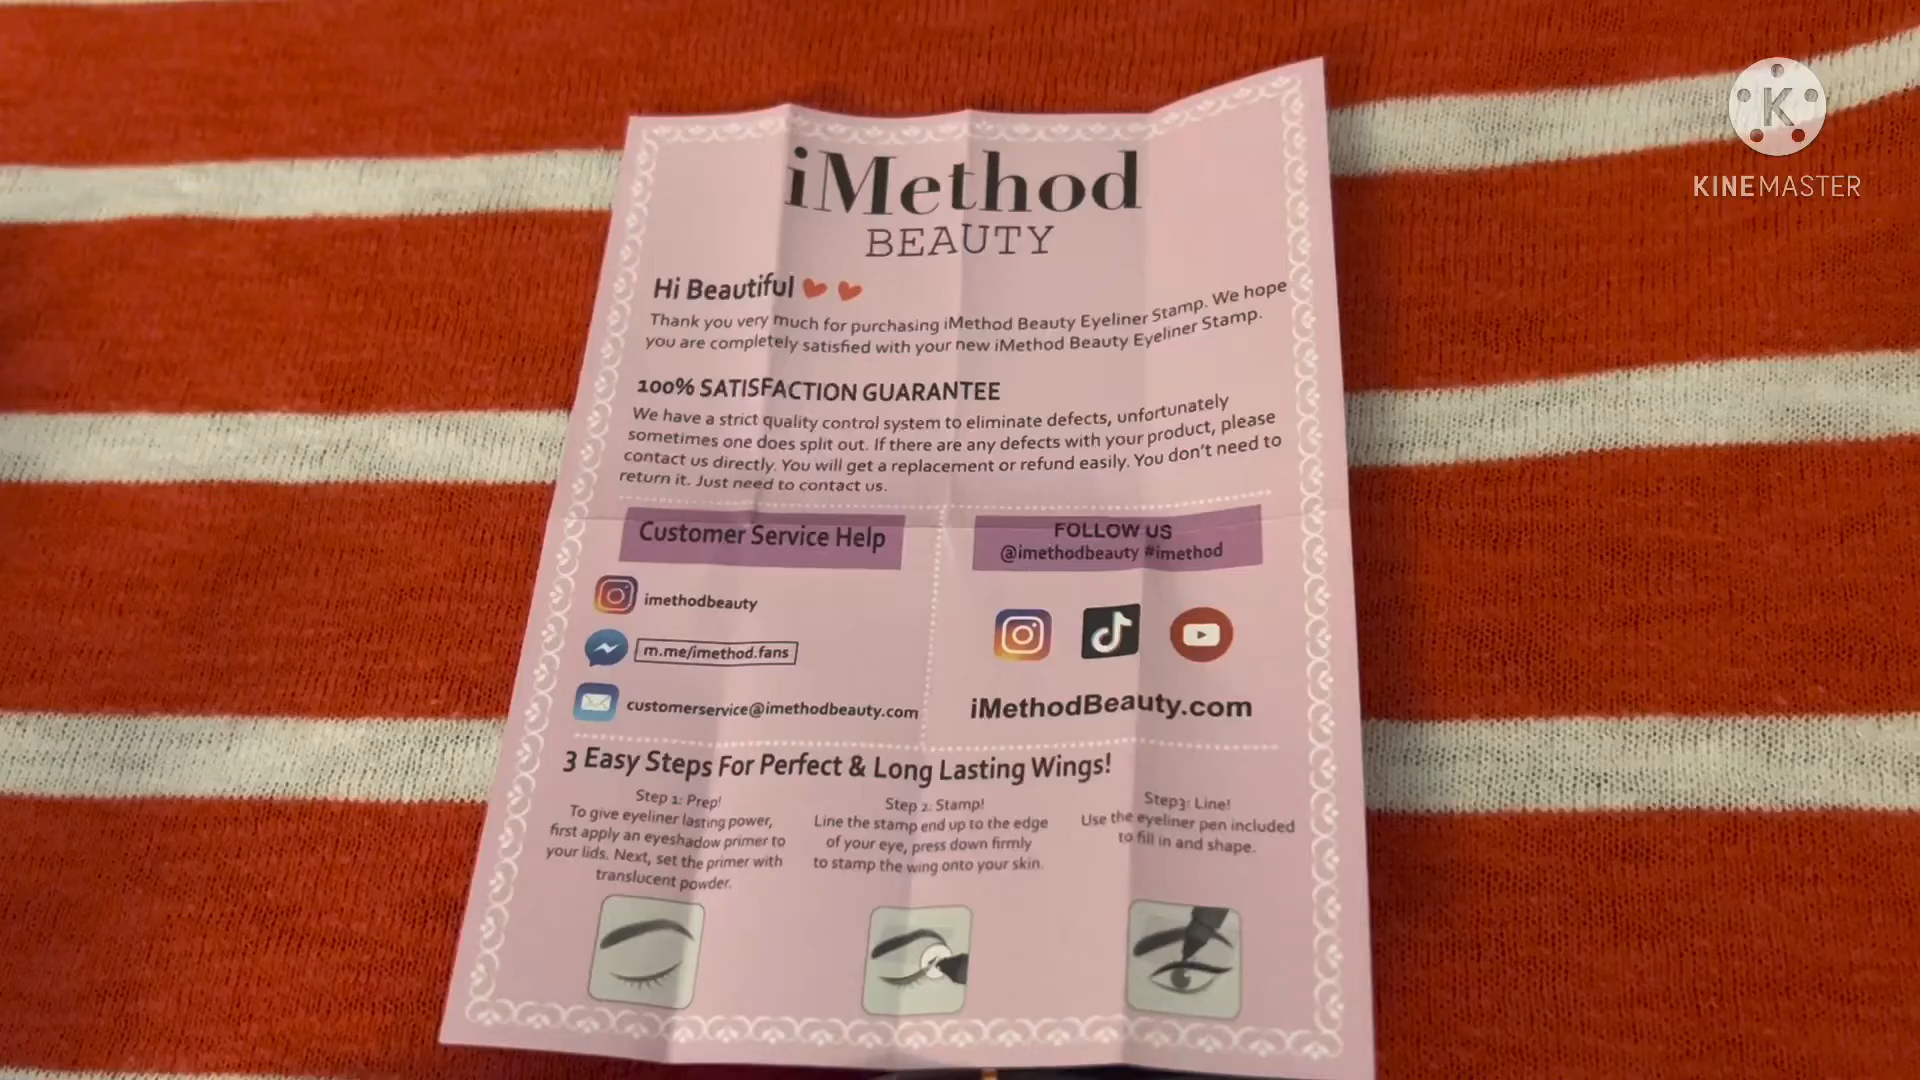 iMethod
BEAUTY
Hi Beautiful
Thank you very much for purchasing iMethod Beauty Eyeliner Stamp. We hope
you are completely satisfied with your new iMethod Beauty Eyeliner Stamp.
100% SATISFACTION GUARANTEE
We have a strict quality control system to eliminate defects, unfortunately
sometimes one does split out. If there are any defects with your product, please
contact us directly. You will get a replacement or refund easily. You don't need to
return it. Just need to contact us.
Customer Service Help
imethodbeauty
m.me/imethod.fans
customerservice@imethodbeauty.com
FOLLOW US
@imethodbeauty #imethod
iMethodBeauty.com
3 Easy Steps For Perfect & Long Lasting Wings!
Step 1: Prep!
To give eyeliner lasting power,
first apply an eyeshadow primer to
your lids. Next, set the primer with
translucent powder.
Step 2: Stamp!
Line the stamp end up to the edge
of your eye, press down firmly
to stamp the wing onto your skin.
Step3: Line!
Use the eyeliner pen included
to fill in and shape.
K
KINEMASTER